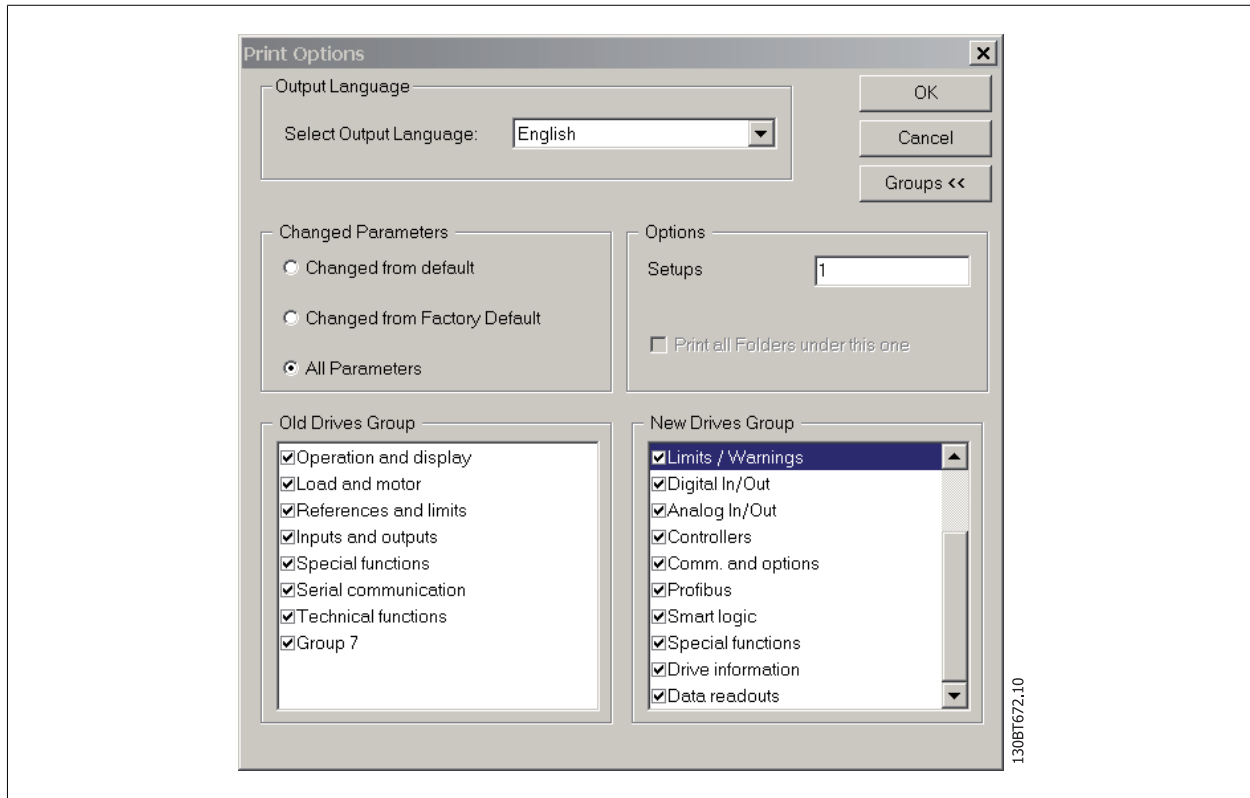 Print Options
Output Language
Select Output Language: English
OK
Cancel
Groups <<
Changed Parameters
Changed from default
Changed from Factory Default
All Parameters
Options
Setups 1
Print all Folders under this one
Old Drives Group
Operation and display
Load and motor
References and limits
Inputs and outputs
Special functions
Serial communication
Technical functions
Group 7
New Drives Group
Limits / Warnings
Digital In/Out
Analog In/Out
Controllers
Comm. and options
Profibus
Smart logic
Special functions
Drive information
Data readouts
130BT672.10